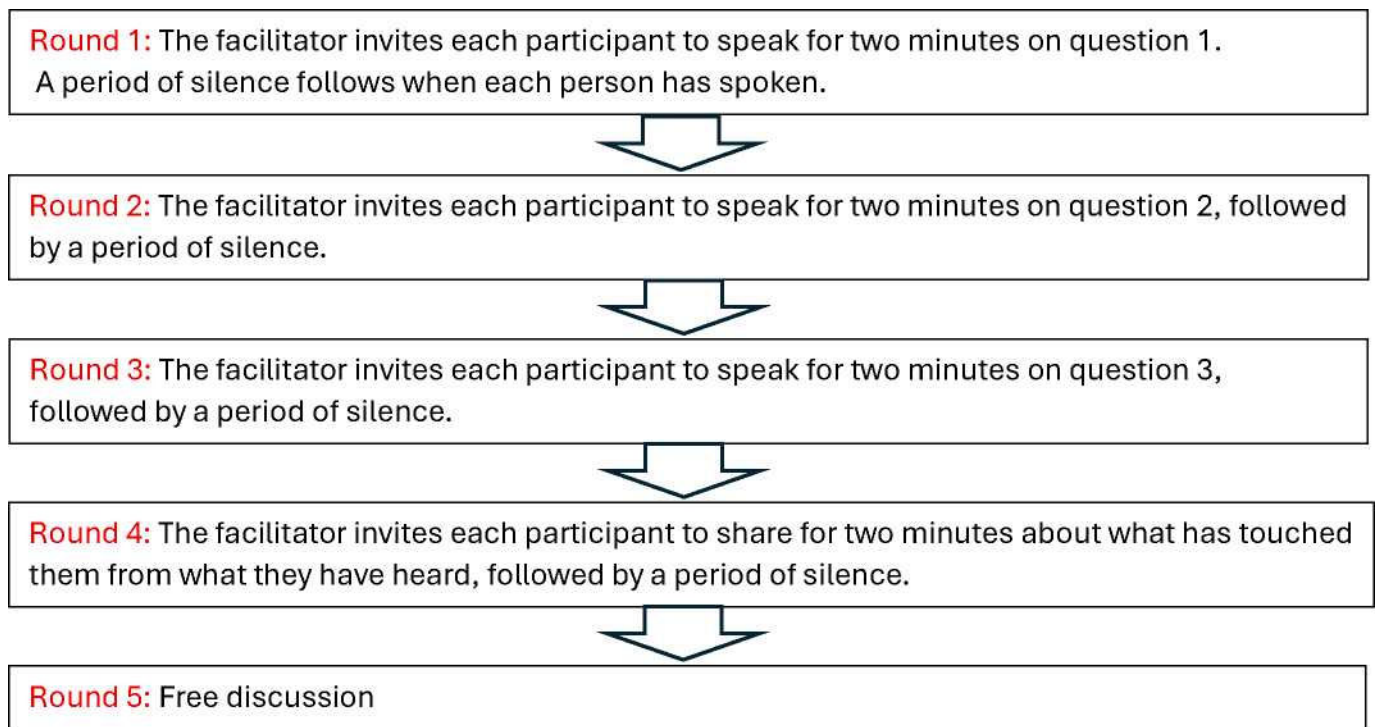 Round 1: The facilitator invites each participant to speak for two minutes on question 1.
A period of silence follows when each person has spoken.
Round 2: The facilitator invites each participant to speak for two minutes on question 2, followed
by a period of silence.
Round 3: The facilitator invites each participant to speak for two minutes on question 3,
followed by a period of silence.
Round 4: The facilitator invites each participant to share for two minutes about what has touched
them from what they have heard, followed by a period of silence.
Round 5: Free discussion